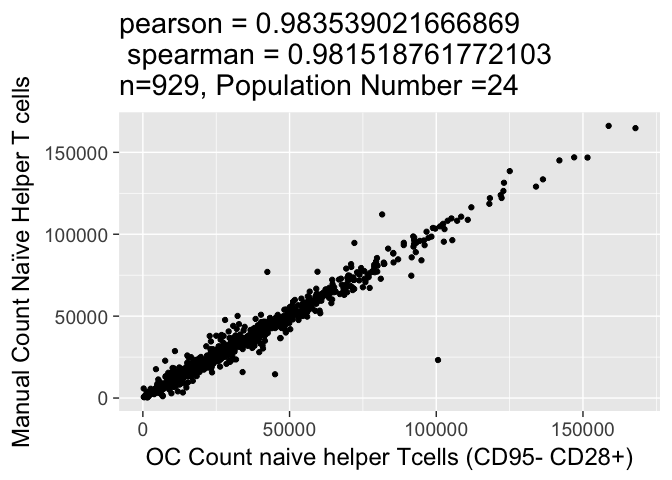 pearson = 0.983539021666869
spearman = 0.981518761772103
n=929, Population Number =24
Manual Count Naïve Helper T cells
150000
100000
50000
0
0 50000 100000 150000
OC Count naive helper Tcells (CD95- CD28+)